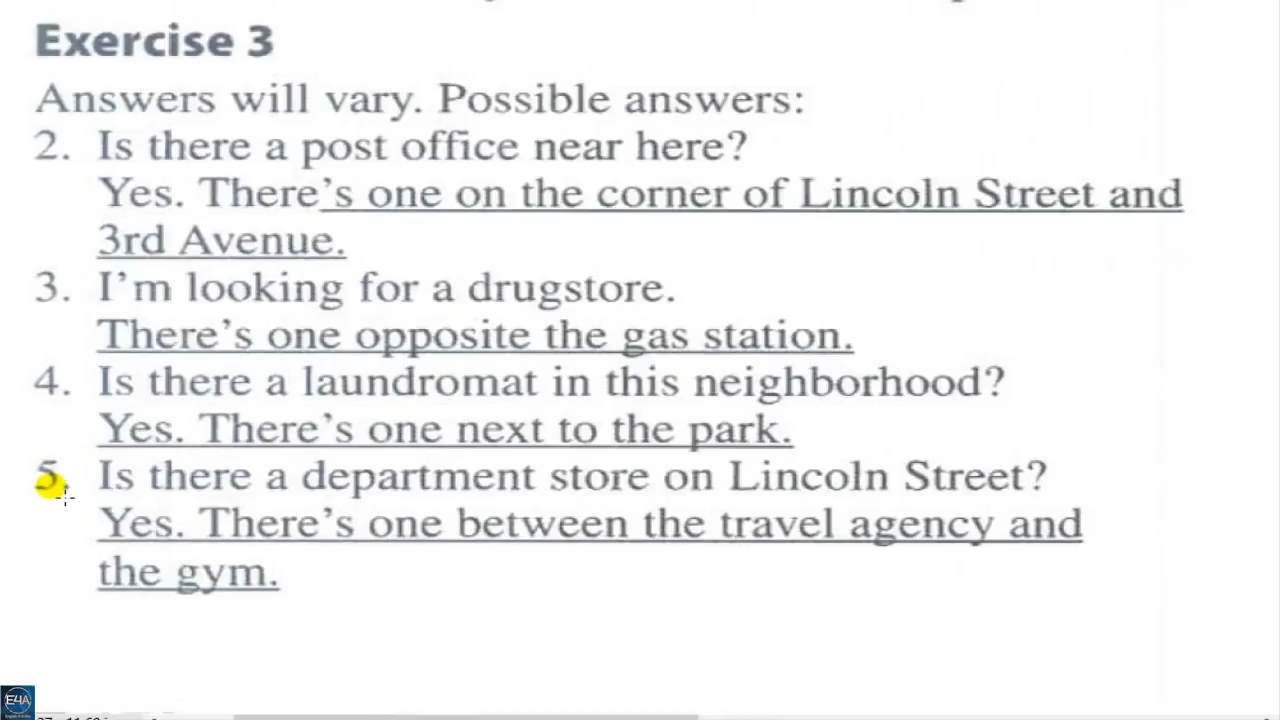 Exercise 3
Answers will vary. Possible answers:
2. Is there a post office near here?
Yes. There's one on the corner of Lincoln Street and
3rd Avenue.
3. I'm looking for a drugstore.
There's one opposite the gas station.
4. Is there a laundromat in this neighborhood?
Yes. There's one next to the park.
5. Is there a department store on Lincoln Street?
Yes. There's one between the travel agency and
the gym.
E4A